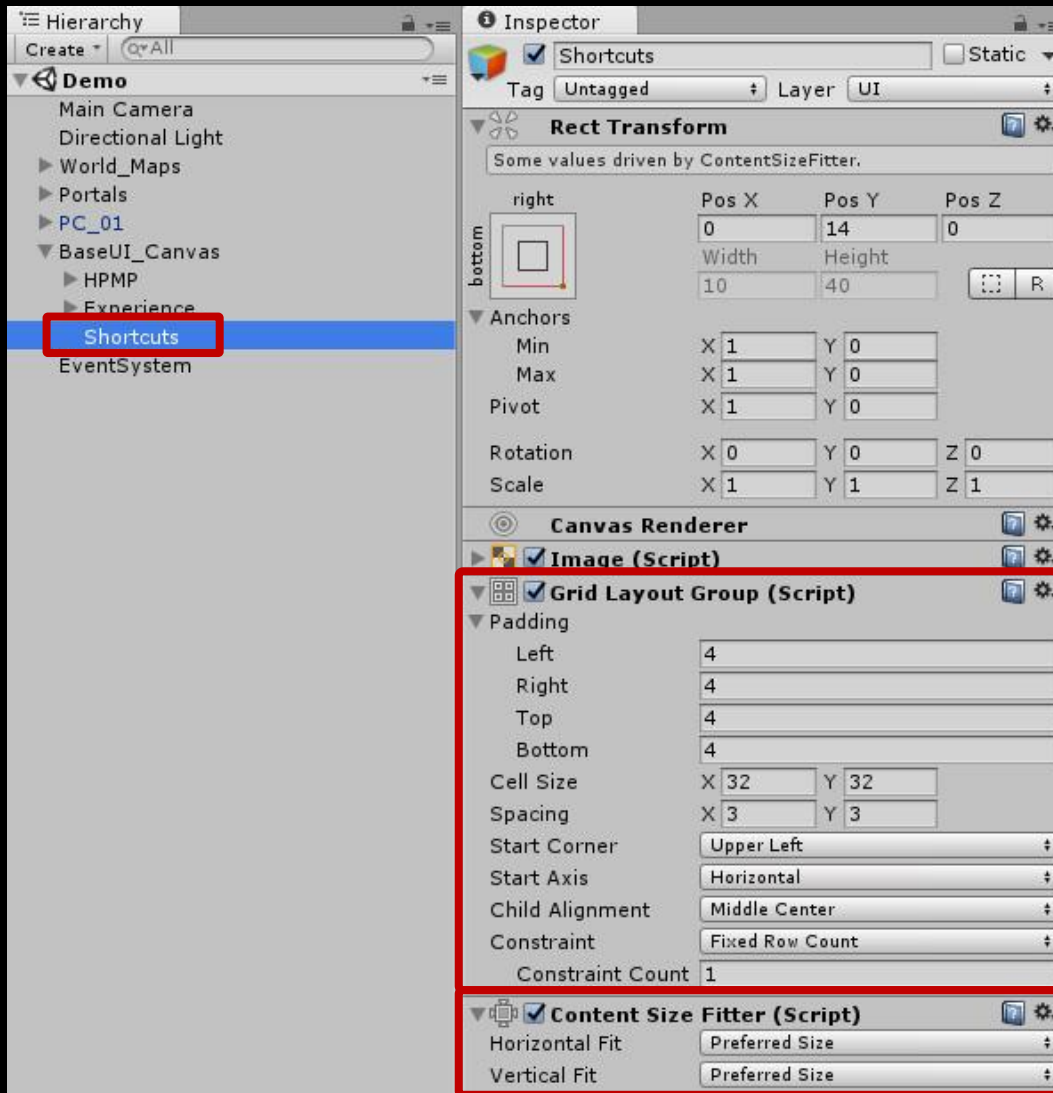 Hierarchy
Create
All
Demo
Main Camera
Directional Light
World_Maps
Portals
PC_01
BaseUI_Canvas
HPMP
Experience
Shortcuts
EventSystem
Inspector
Shortcuts Static
Tag Untagged Layer UI
Rect Transform
Some values driven by ContentSizeFitter.
right Pos X Pos Y Pos Z
bottom 0 14 0
Width Height
10 40 R
Anchors
Min X 1 Y 0
Max X 1 Y 0
Pivot X 1 Y 0
Rotation X 0 Y 0 Z 0
Scale X 1 Y 1 Z 1
Canvas Renderer
Image (Script)
Grid Layout Group (Script)
Padding
Left 4
Right 4
Top 4
Bottom 4
Cell Size X 32 Y 32
Spacing X 3 Y 3
Start Corner Upper Left
Start Axis Horizontal
Child Alignment Middle Center
Constraint Fixed Row Count
Constraint Count 1
Content Size Fitter (Script)
Horizontal Fit Preferred Size
Vertical Fit Preferred Size